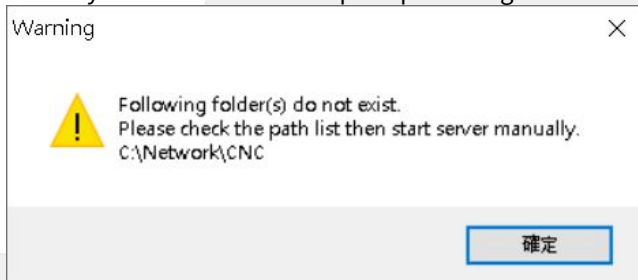 Warning
Following folder(s) do not exist.
Please check the path list then start server manually.
C:\Network\CNC
確定